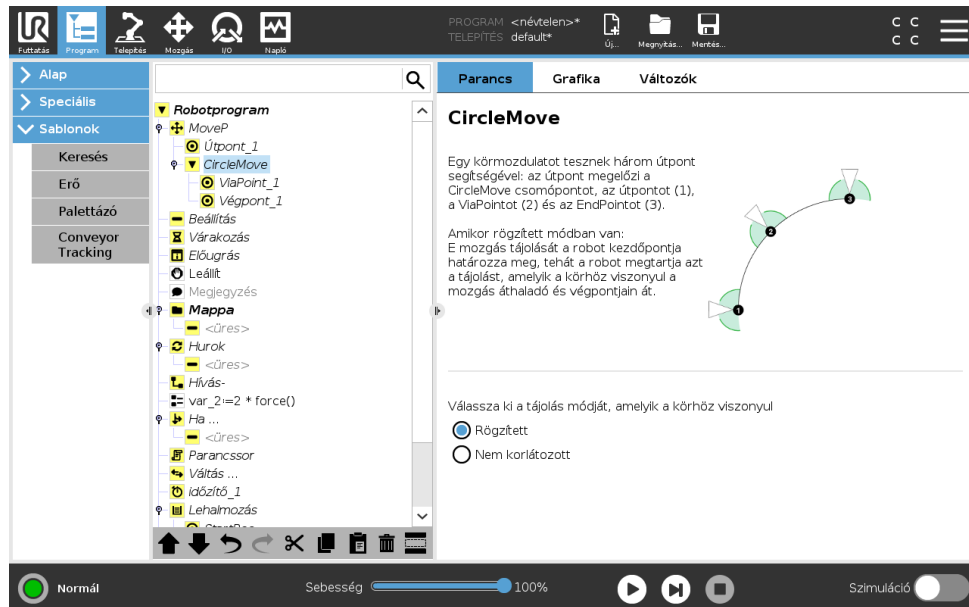 PROGRAM <névtelen>*
TELEPÍTÉS default*
Futtatás
Program
Telepítés
Mozgás
I/O
Napló
Új...
Megnyitás...
Mentés...
C C
C C
Alap
Speciális
Sablonok
Keresés
Erő
Palettázó
Conveyor
Tracking
Robotprogram
MoveP
Útpont_1
CircleMove
ViaPoint_1
Végpont_1
Beállítás
Várakozás
Előugrás
Leállít
Megjegyzés
Mappa
<üres>
Hurok
<üres>
Hívás-
var_2:=2 * force()
Ha ...
<üres>
Parancssor
Váltás ...
időzítő_1
Lehalmozás
Parancs
Grafika
Változók
CircleMove
Egy körmozdulatot tesznek három útpont
segítségével: az útpont megelőzi a
CircleMove csomópontot, az útpontot (1),
a ViaPointot (2) és az EndPointot (3).
Amikor rögzített módban van:
E mozgás tájolását a robot kezdőpontja
határozza meg, tehát a robot megtartja azt
a tájolást, amelyik a körhöz viszonyul a
mozgás áthaladó és végpontjain át.
3
2
1
Válassza ki a tájolás módját, amelyik a körhöz viszonyul
Rögzített
Nem korlátozott
Normál
Sebesség
100%
Szimuláció